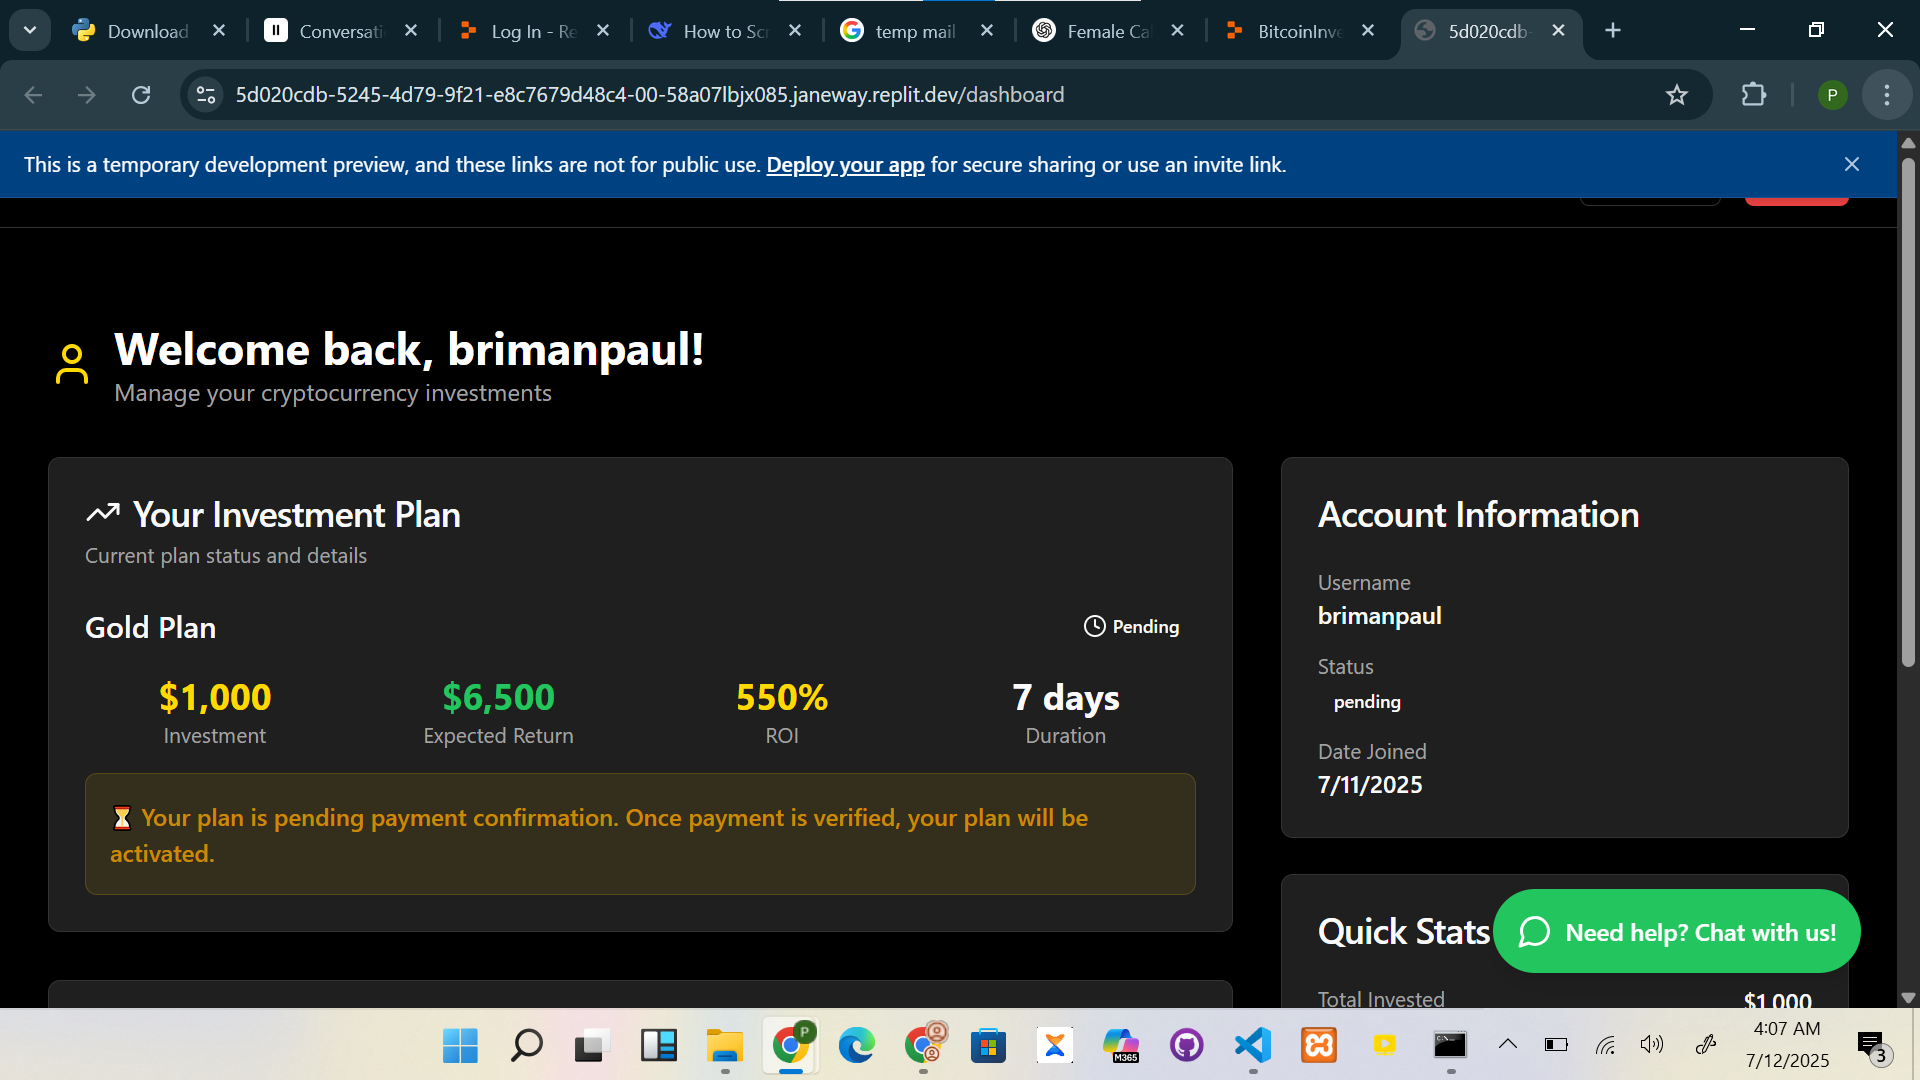 Download
Conversati
Log In - Re
How to Scr
temp mail
Female Cal
BitcoinInve
5d020cdb-
5d020cdb-5245-4d79-9f21-e8c7679d48c4-00-58a07lbjx085.janeway.replit.dev/dashboard
P
This is a temporary development preview, and these links are not for public use. Deploy your app for secure sharing or use an invite link.
Welcome back, brimanpaul!
Manage your cryptocurrency investments
Your Investment Plan
Current plan status and details
Gold Plan
Pending
$1,000
$6,500
550%
7 days
Investment
Expected Return
ROI
Duration
Your plan is pending payment confirmation. Once payment is verified, your plan will be
activated.
Account Information
Username
brimanpaul
Status
pending
Date Joined
7/11/2025
Quick Stats
Need help? Chat with us!
Total Invested
$1,000
P
M365
4:07 AM
7/12/2025
3